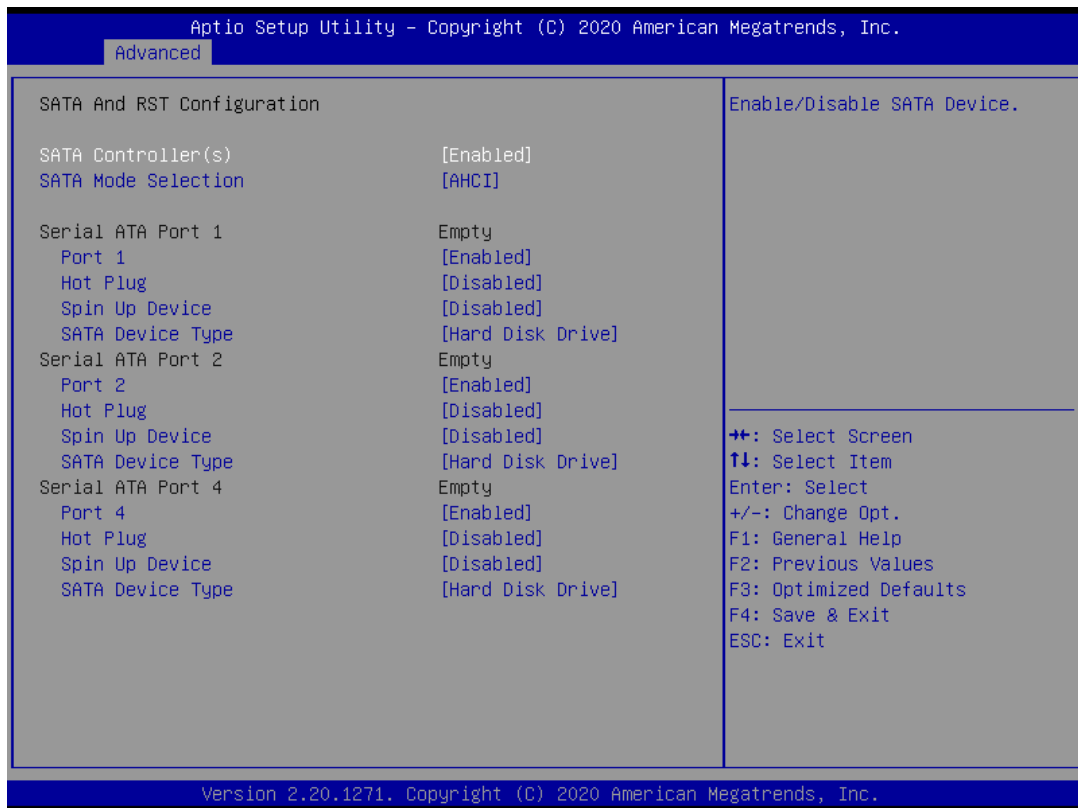 Aptio Setup Utility – Copyright (C) 2020 American Megatrends, Inc.
Advanced
SATA And RST Configuration
SATA Controller(s) [Enabled]
SATA Mode Selection [AHCI]
Serial ATA Port 1 Empty
Port 1 [Enabled]
Hot Plug [Disabled]
Spin Up Device [Disabled]
SATA Device Type [Hard Disk Drive]
Serial ATA Port 2 Empty
Port 2 [Enabled]
Hot Plug [Disabled]
Spin Up Device [Disabled]
SATA Device Type [Hard Disk Drive]
Serial ATA Port 4 Empty
Port 4 [Enabled]
Hot Plug [Disabled]
Spin Up Device [Disabled]
SATA Device Type [Hard Disk Drive]
Enable/Disable SATA Device.
→←: Select Screen
↑↓: Select Item
Enter: Select
+/-: Change Opt.
F1: General Help
F2: Previous Values
F3: Optimized Defaults
F4: Save & Exit
ESC: Exit
Version 2.20.1271. Copyright (C) 2020 American Megatrends, Inc.